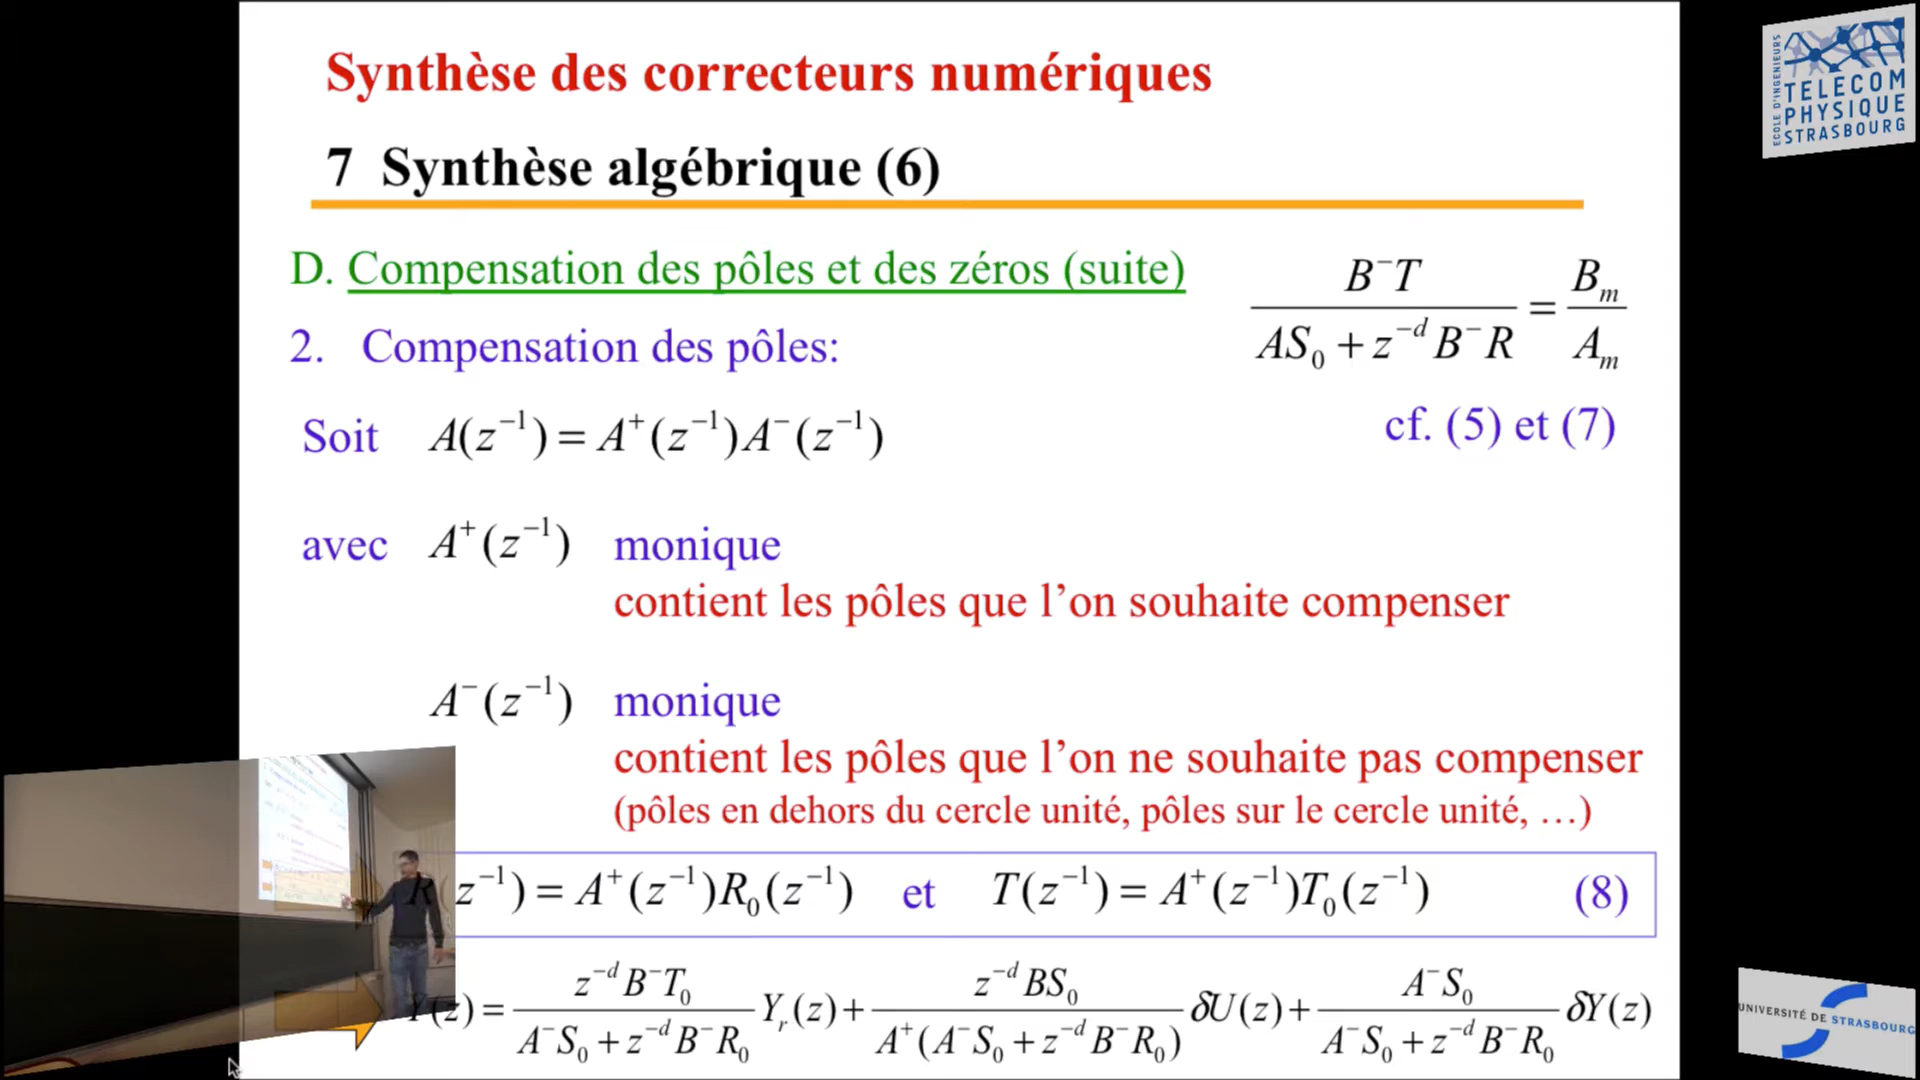 Synthèse des correcteurs numériques
7 Synthèse algébrique (6)
D. Compensation des pôles et des zéros (suite)
B⁻T / (AS₀ + z⁻ᵈB⁻R) = Bₘ / Aₘ
2. Compensation des pôles:
cf. (5) et (7)
Soit A(z⁻¹) = A⁺(z⁻¹)A⁻(z⁻¹)
avec A⁺(z⁻¹) monique
contient les pôles que l’on souhaite compenser
A⁻(z⁻¹) monique
contient les pôles que l’on ne souhaite pas compenser
(pôles en dehors du cercle unité, pôles sur le cercle unité, …)
R(z⁻¹) = A⁺(z⁻¹)R₀(z⁻¹) et T(z⁻¹) = A⁺(z⁻¹)T₀(z⁻¹) (8)
Y(z) = z⁻ᵈB⁻T₀ / (A⁻S₀ + z⁻ᵈB⁻R₀) Yᵣ(z) + z⁻ᵈBS₀ / (A⁺(A⁻S₀ + z⁻ᵈB⁻R₀)) δU(z) + A⁻S₀ / (A⁻S₀ + z⁻ᵈB⁻R₀) δY(z)
ECOLE D'INGENIEURS
TELECOM
PHYSIQUE
STRASBOURG
UNIVERSITÉ DE STRASBOURG